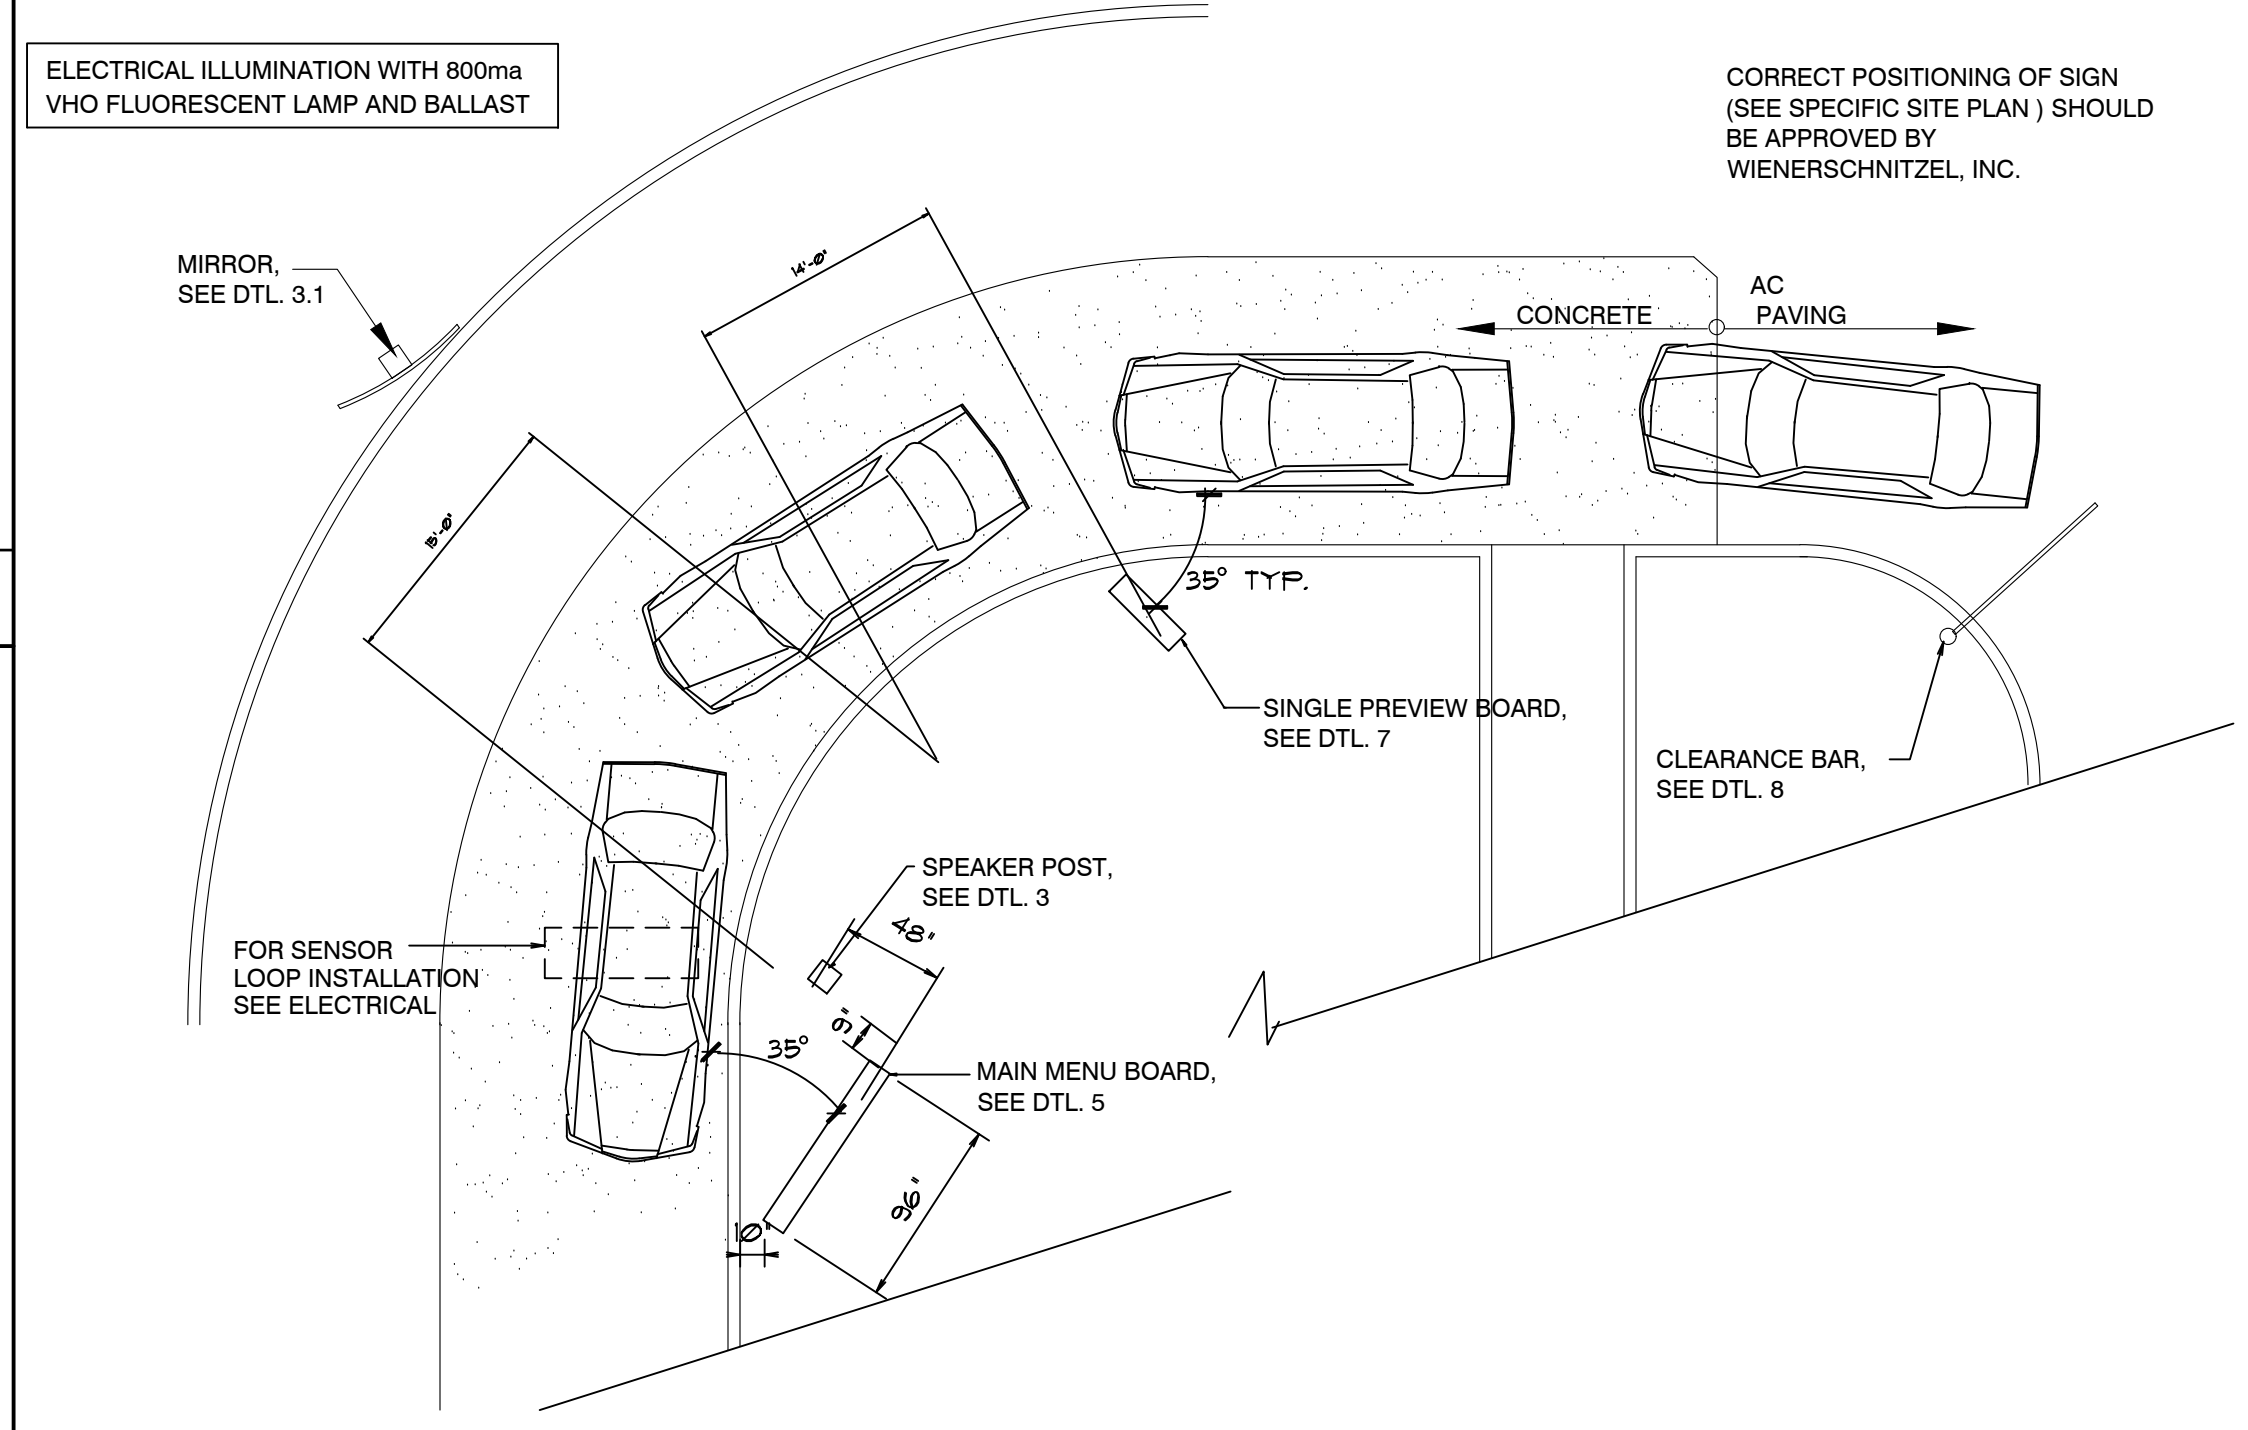 ELECTRICAL ILLUMINATION WITH 800ma
VHO FLUORESCENT LAMP AND BALLAST
CORRECT POSITIONING OF SIGN
(SEE SPECIFIC SITE PLAN ) SHOULD
BE APPROVED BY
WIENERSCHNITZEL, INC.
MIRROR,
SEE DTL. 3.1
14'-0"
AC
PAVING
CONCRETE
15'-0"
35° TYP.
SINGLE PREVIEW BOARD,
SEE DTL. 7
CLEARANCE BAR,
SEE DTL. 8
SPEAKER POST,
SEE DTL. 3
48"
FOR SENSOR
LOOP INSTALLATION
SEE ELECTRICAL
9"
35°
MAIN MENU BOARD,
SEE DTL. 5
96"
10"